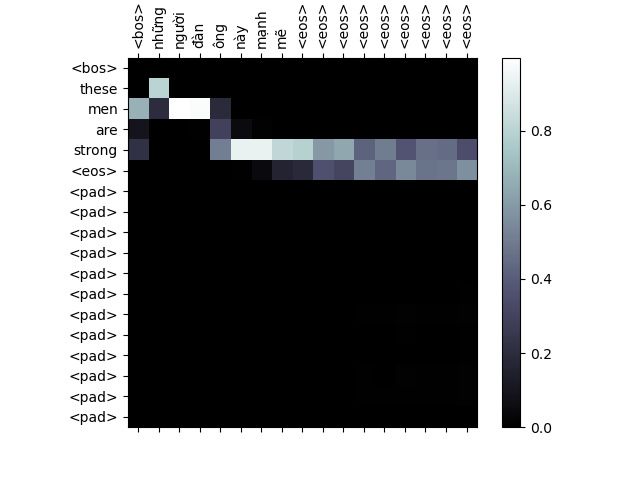 <bos> những người đàn ông này mạnh mẽ <eos> <eos> <eos> <eos> <eos> <eos> <eos> <eos> <eos>
<bos>
these
men
are
strong
<eos>
<pad>
<pad>
<pad>
<pad>
<pad>
<pad>
<pad>
<pad>
<pad>
<pad>
<pad>
<pad>
0.8
0.6
0.4
0.2
0.0